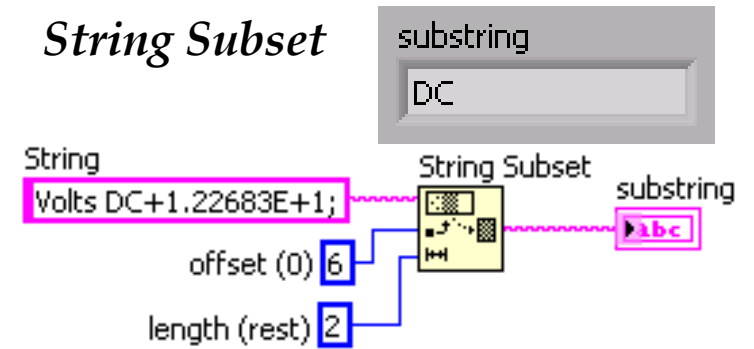 String Subset
substring
DC
String
Volts DC+1.22683E+1;
String Subset
substring
abc
offset (0) 6
length (rest) 2